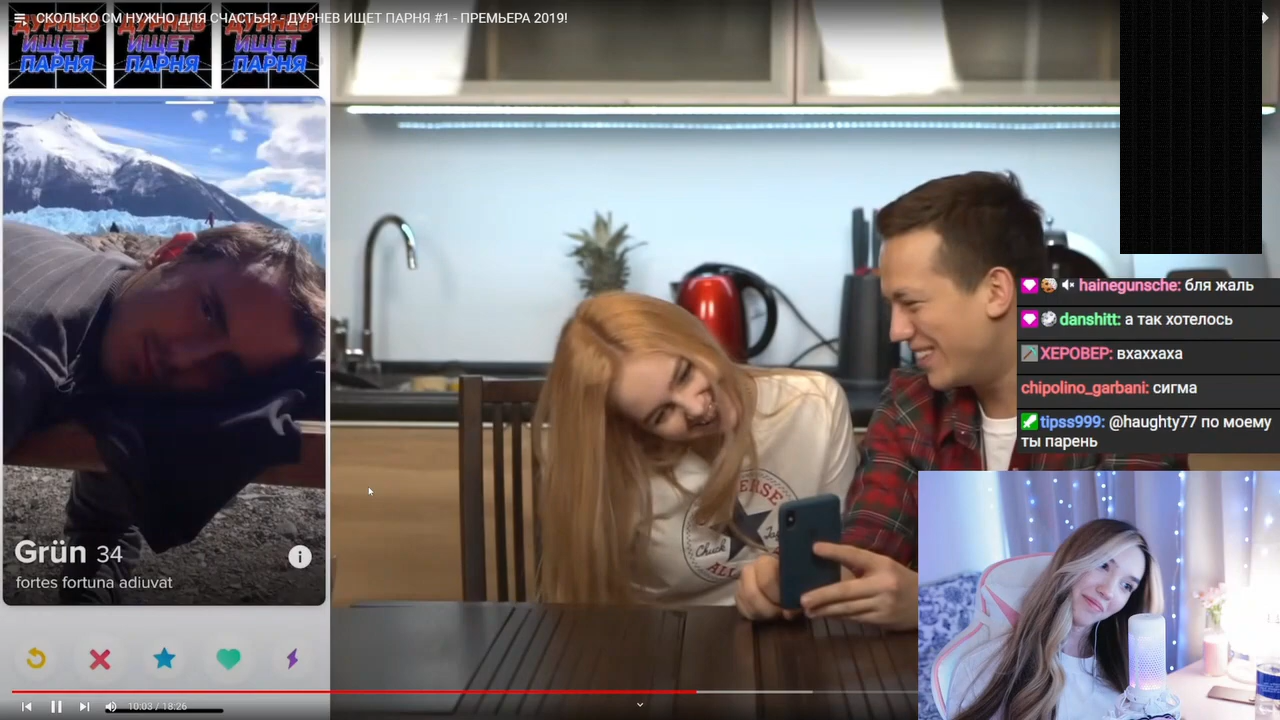 СКОЛЬКО СМ НУЖНО ДЛЯ СЧАСТЬЯ? - ДУРНЕВ ИЩЕТ ПАРНЯ #1 - ПРЕМЬЕРА 2019!
ДУРНЕВ ДУРНЕВ ДУРНЕВ
ИЩЕТ ИЩЕТ ИЩЕТ
ПАРНЯ ПАРНЯ ПАРНЯ
hainegunsche: бля жаль
danshitt: а так хотелось
ХЕРОВЕР: вхаххаха
chipolino_garbani: сигма
tipss999: @haughty77 по моему
ты парень
Chuck
ALL
Grün 34
fortes fortuna adiuvat
10:03 / 18:26